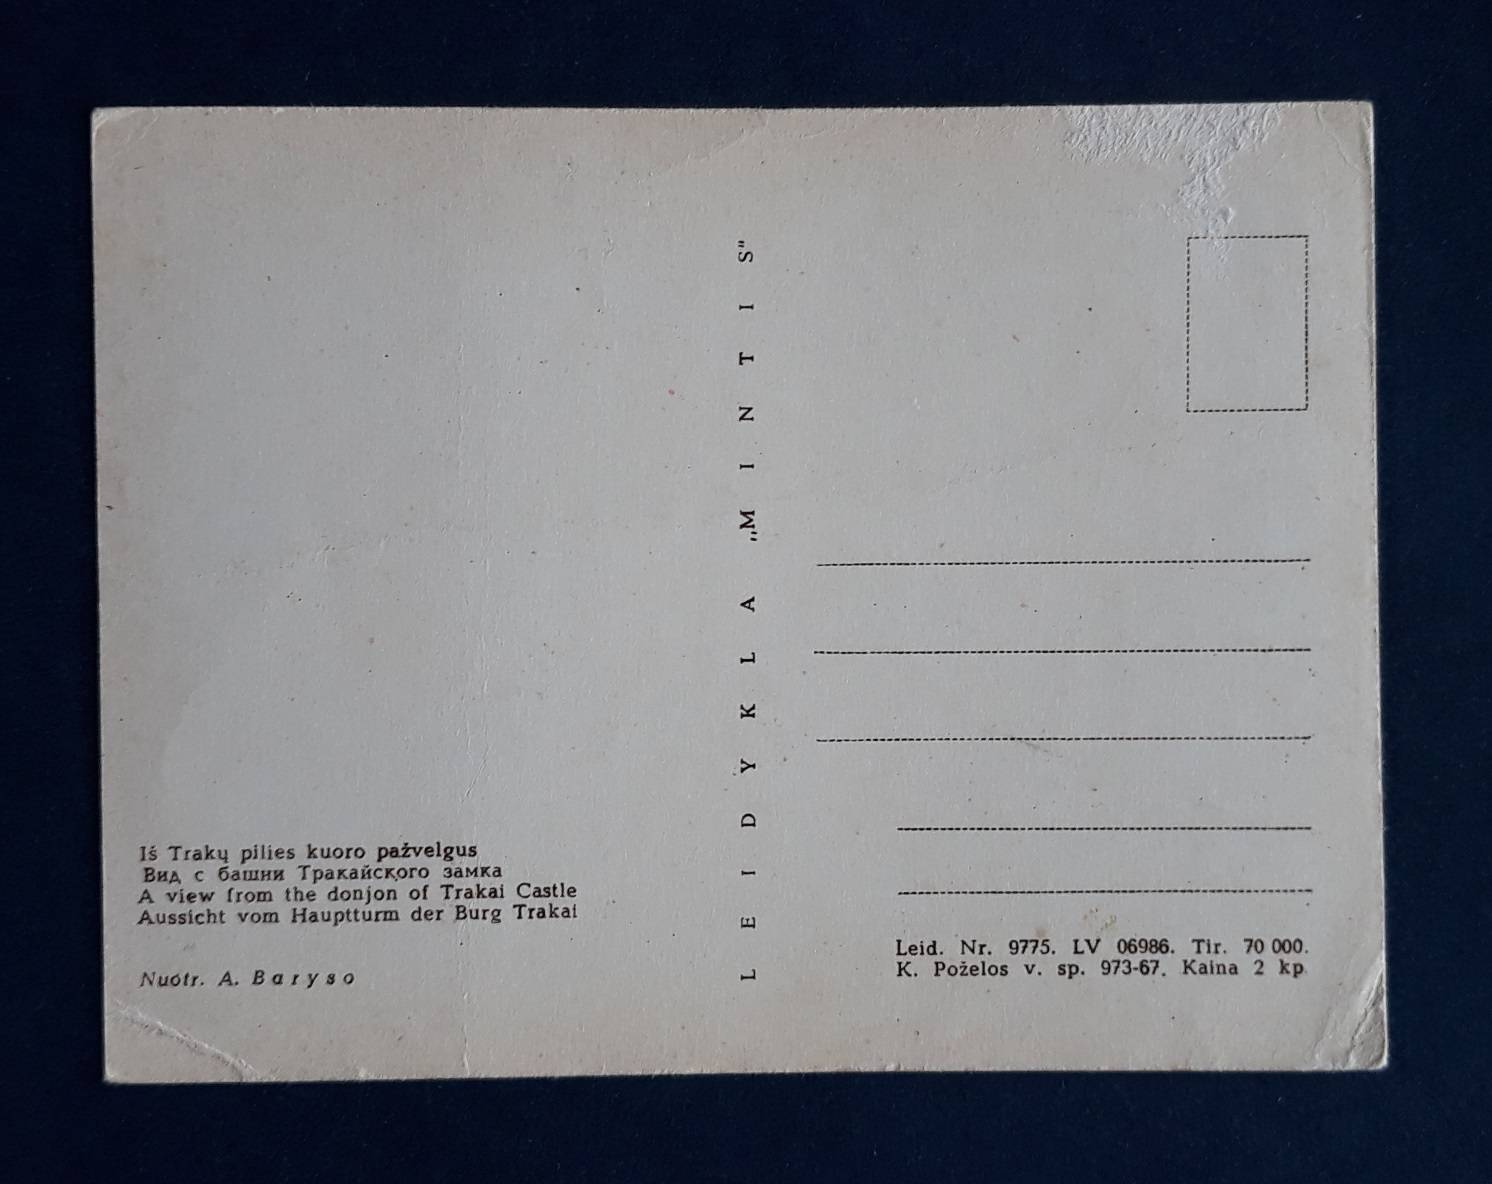 Iš Trakų pilies kuoro pažvelgus
Вид с башни Тракайского замка
A view from the donjon of Trakai Castle
Aussicht vom Hauptturm der Burg Trakai
Nuotr. A. Baryso
LEIDYKLA „MINTIS"
Leid. Nr. 9775. LV 06986. Tir. 70 000.
K. Poželos v. sp. 973-67. Kaina 2 kp.